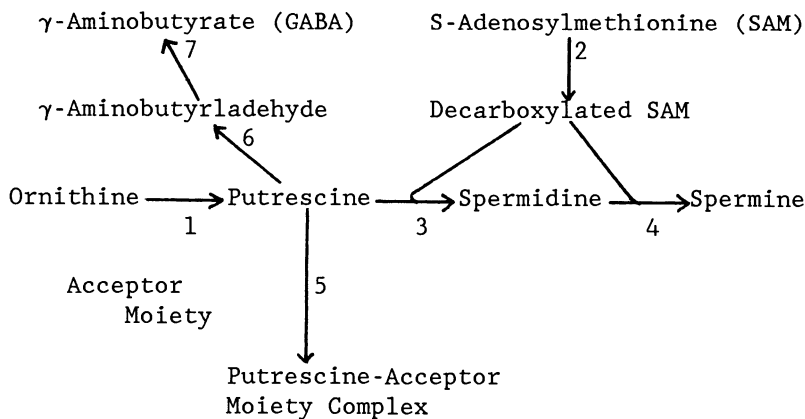 γ-Aminobutyrate (GABA)
S-Adenosylmethionine (SAM)
7
2
γ-Aminobutyrladehyde
Decarboxylated SAM
6
Ornithine
Putrescine
Spermidine
Spermine
1
3
4
Acceptor
Moiety
5
Putrescine-Acceptor
Moiety Complex